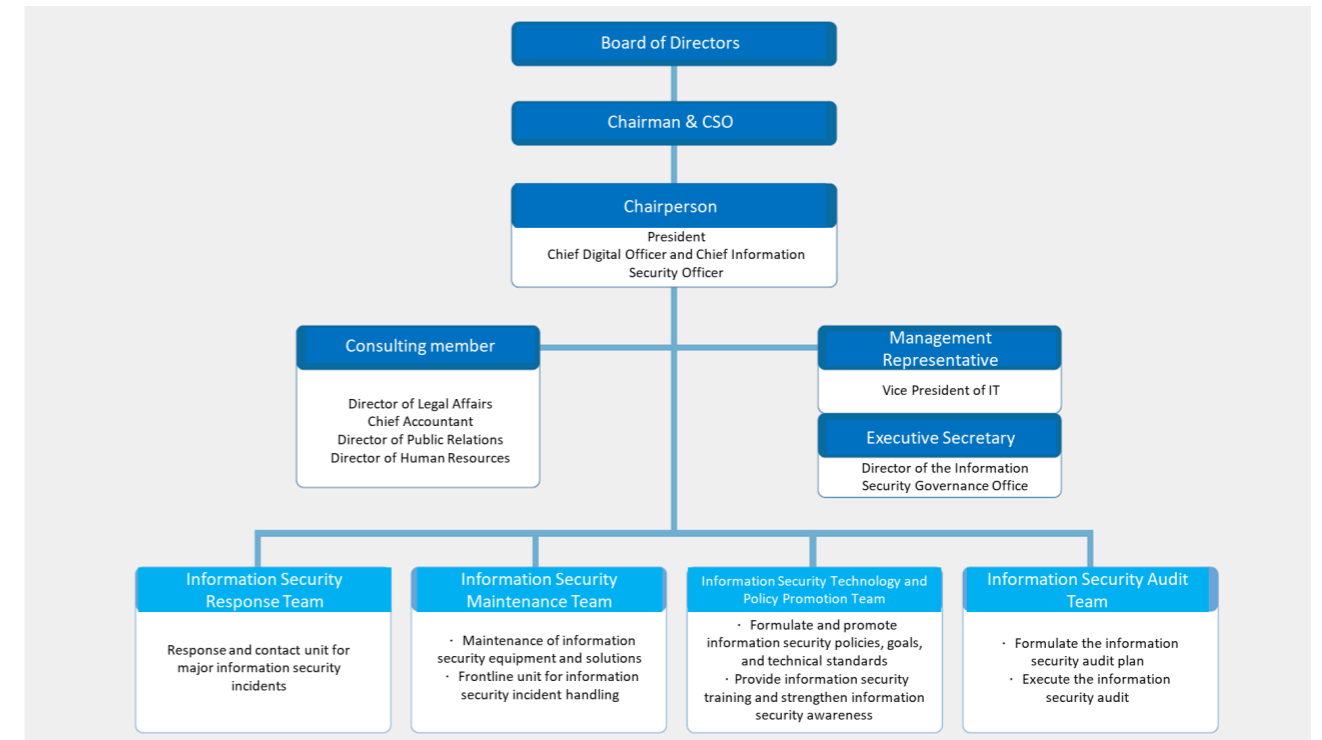 Board of Directors
Chairman & CSO
Chairperson
President
Chief Digital Officer and Chief Information
Security Officer
Consulting member
Director of Legal Affairs
Chief Accountant
Director of Public Relations
Director of Human Resources
Management
Representative
Vice President of IT
Executive Secretary
Director of the Information
Security Governance Office
Information Security
Response Team
Response and contact unit for
major information security
incidents
Information Security
Maintenance Team
· Maintenance of information
security equipment and solutions
· Frontline unit for information
security incident handling
Information Security Technology and
Policy Promotion Team
· Formulate and promote
information security policies, goals,
and technical standards
· Provide information security
training and strengthen information
security awareness
Information Security Audit
Team
· Formulate the information
security audit plan
· Execute the information
security audit